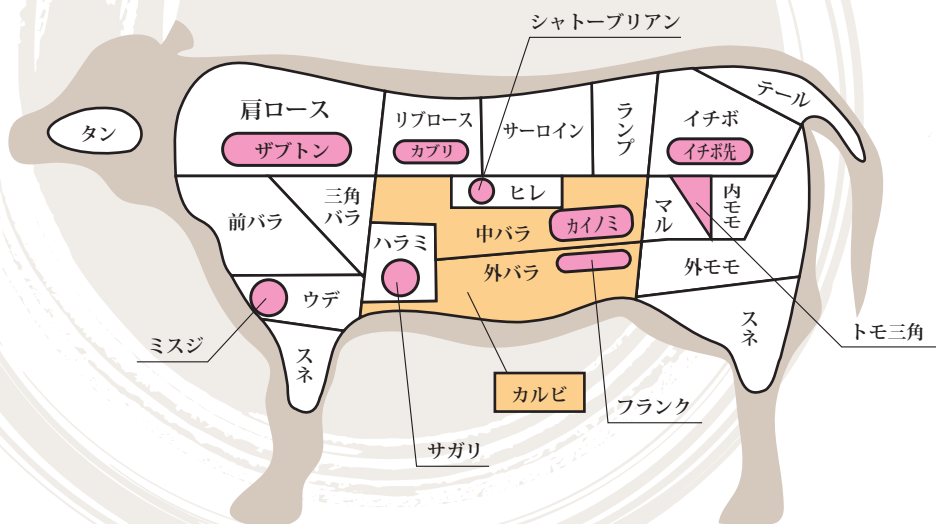 シャトーブリアン
タン
肩ロース
ザブトン
リブロース
カブリ
サーロイン
ランプ
イチボ
イチボ先
テール
前バラ
三角
バラ
ヒレ
中バラ
カイノミ
マル
内モモ
ハラミ
外バラ
外モモ
ウデ
ミスジ
スネ
スネ
トモ三角
カルビ
フランク
サガリ